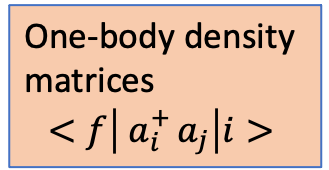 One-body density
matrices
< f| a_i^+ a_j |i >